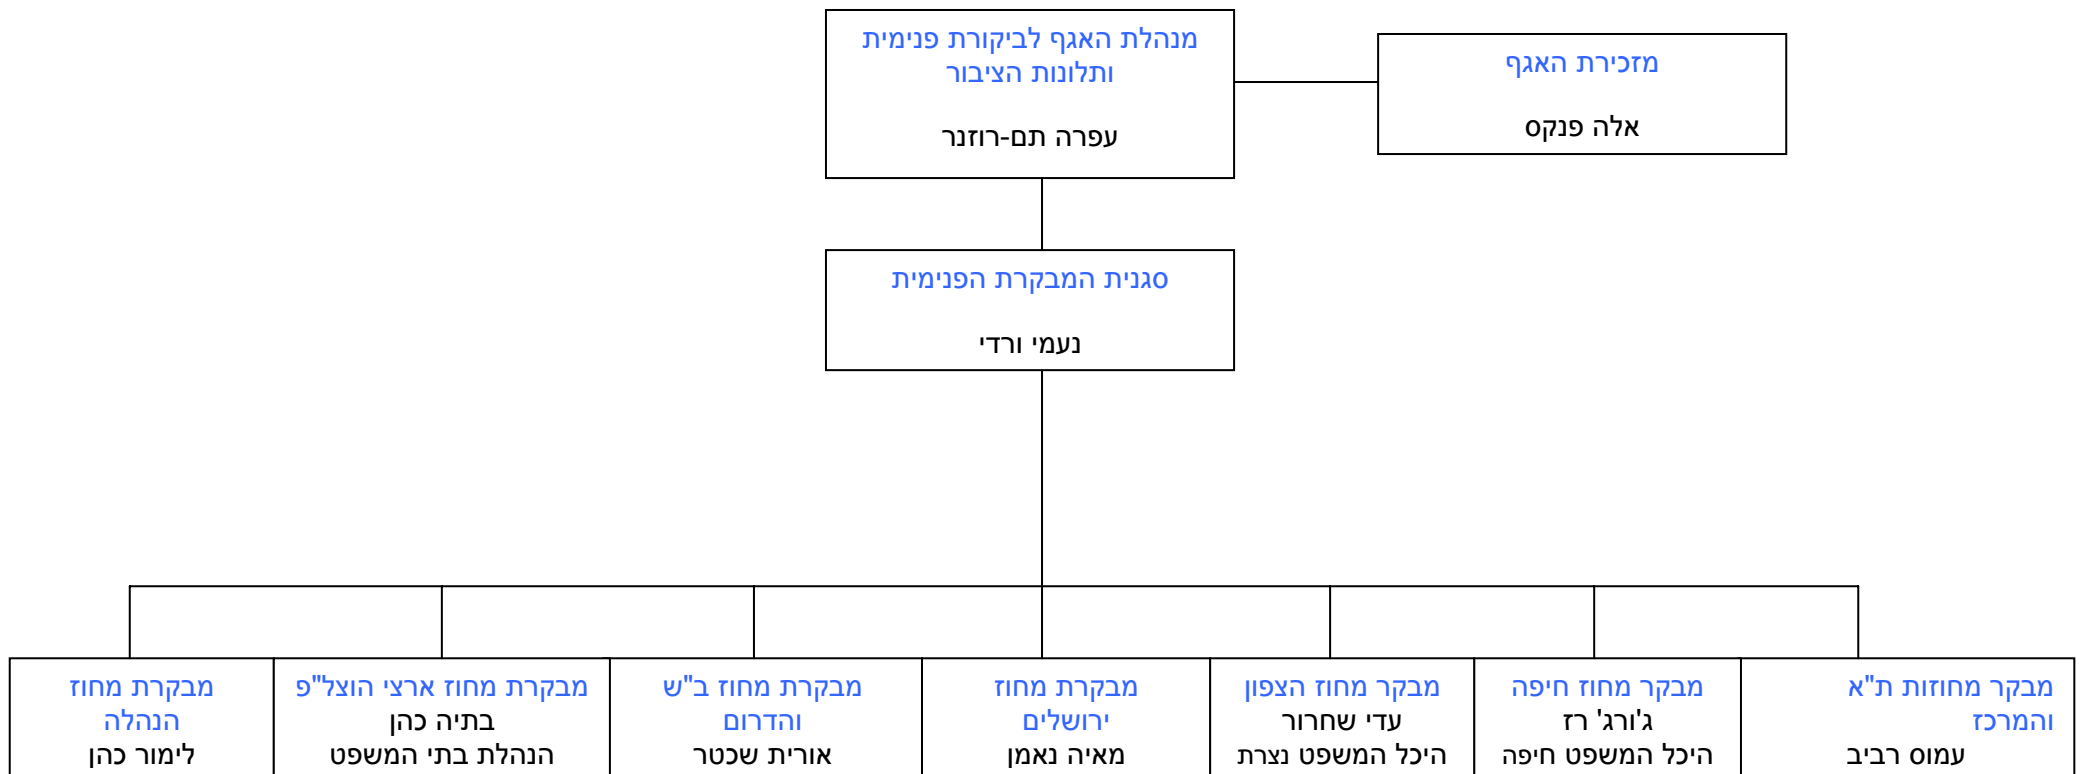 מנהלת האגף לביקורת פנימית
ותלונות הציבור
עפרה תם-רוזנר
מזכירת האגף
אלה פנקס
סגנית המבקרת הפנימית
נעמי ורדי
מבקר מחוזות ת"א
והמרכז
עמוס רביב
מבקר מחוז חיפה
ג'ורג' רז
היכל המשפט חיפה
מבקר מחוז הצפון
עדי שחרור
היכל המשפט נצרת
מבקרת מחוז
ירושלים
מאיה נאמן
מבקרת מחוז ב"ש
והדרום
אורית שכטר
מבקרת מחוז ארצי הוצל"פ
בתיה כהן
הנהלת בתי המשפט
מבקרת מחוז
הנהלה
לימור כהן